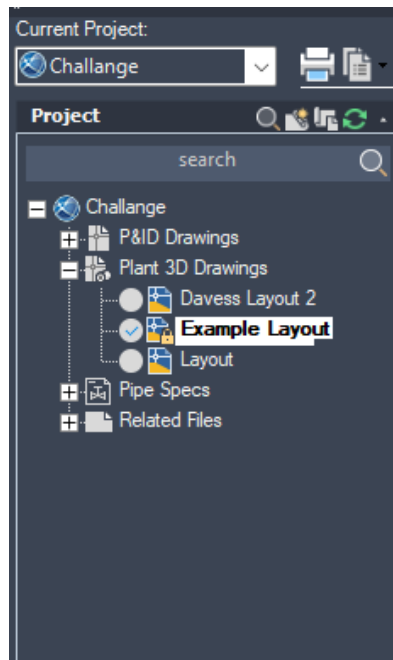 Current Project:
Challange
Project
search
Challange
P&ID Drawings
Plant 3D Drawings
Davess Layout 2
Example Layout
Layout
Pipe Specs
Related Files